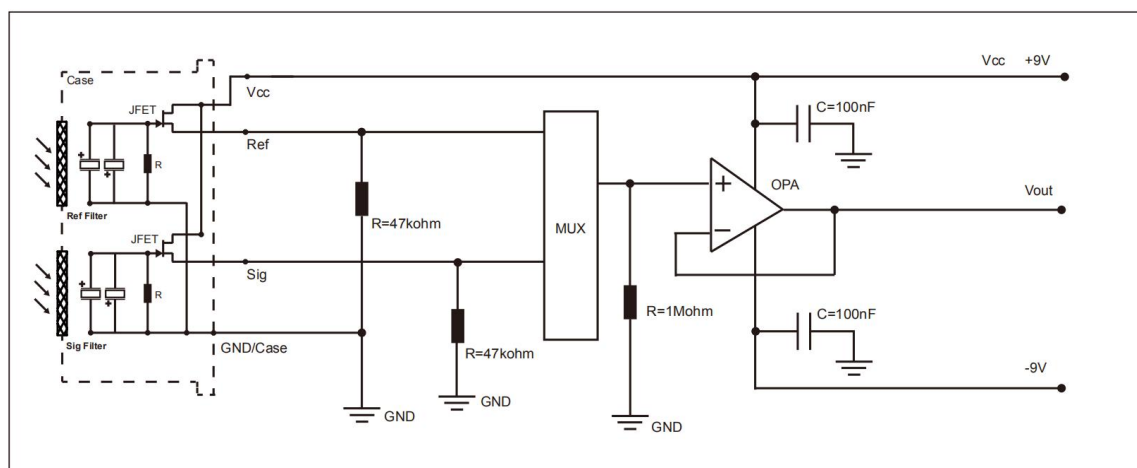 Vcc +9V
Case
Vcc
JFET
C=100nF
Ref
+
+
R
OPA
+
Vout
Ref Filter
R=47kohm
MUX
−
JFET
Sig
+
+
R
R=1Mohm
C=100nF
Sig Filter
GND/Case
R=47kohm
-9V
GND
GND
GND